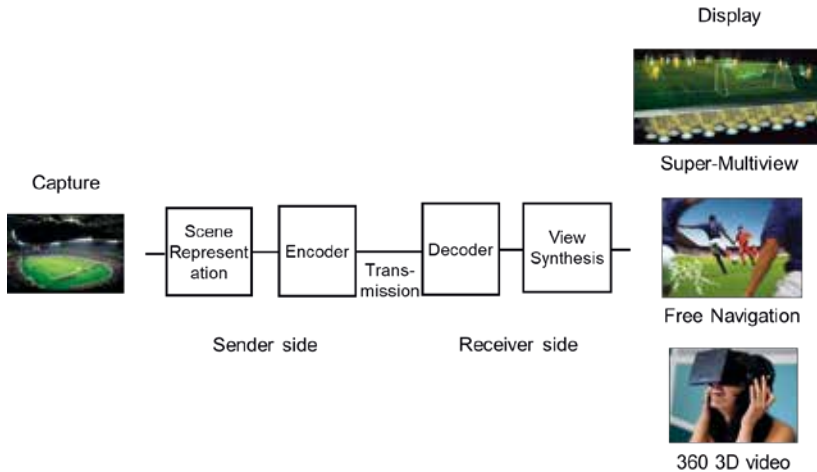 Display
Super-Multiview
Capture
Scene
Represent
ation
Encoder
Trans-
mission
Decoder
View
Synthesis
Free Navigation
Sender side
Receiver side
360 3D video